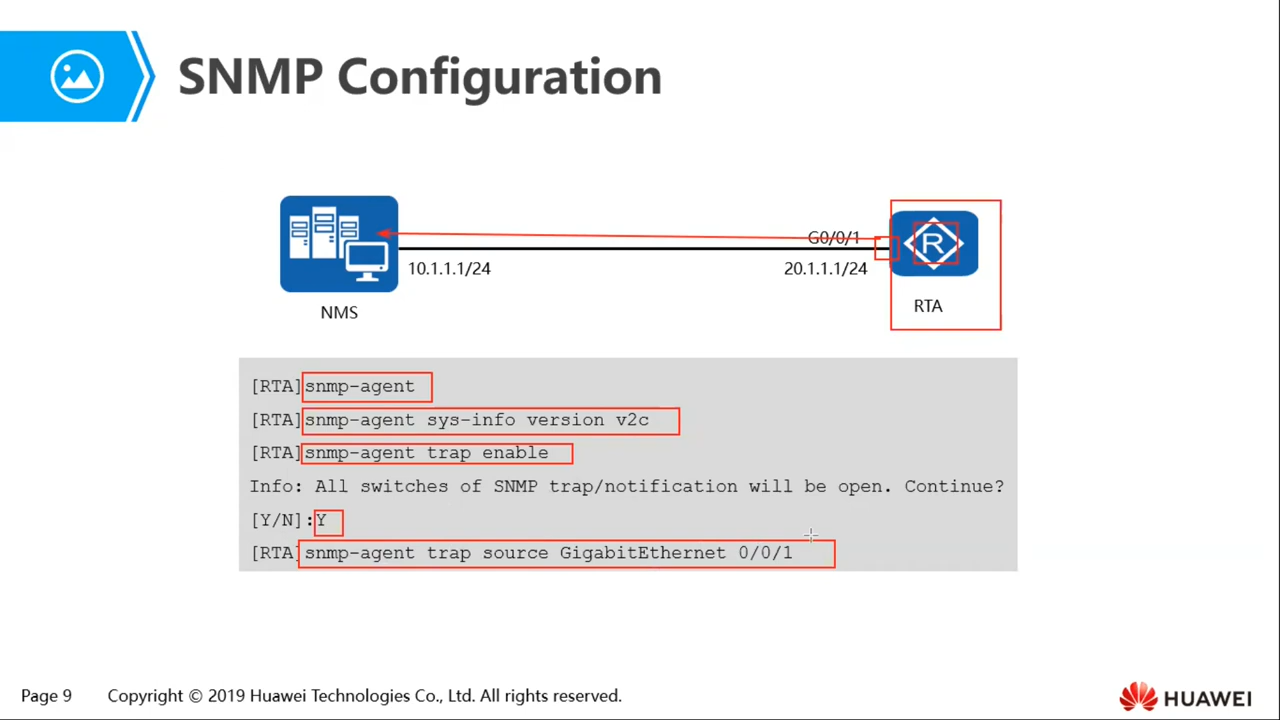 SNMP Configuration
G0/0/1
R
10.1.1.1/24
20.1.1.1/24
NMS
RTA
[RTA]snmp-agent
[RTA]snmp-agent sys-info version v2c
[RTA]snmp-agent trap enable
Info: All switches of SNMP trap/notification will be open. Continue?
[Y/N]:Y
[RTA]snmp-agent trap source GigabitEthernet 0/0/1
Page 9 Copyright © 2019 Huawei Technologies Co., Ltd. All rights reserved.
HUAWEI